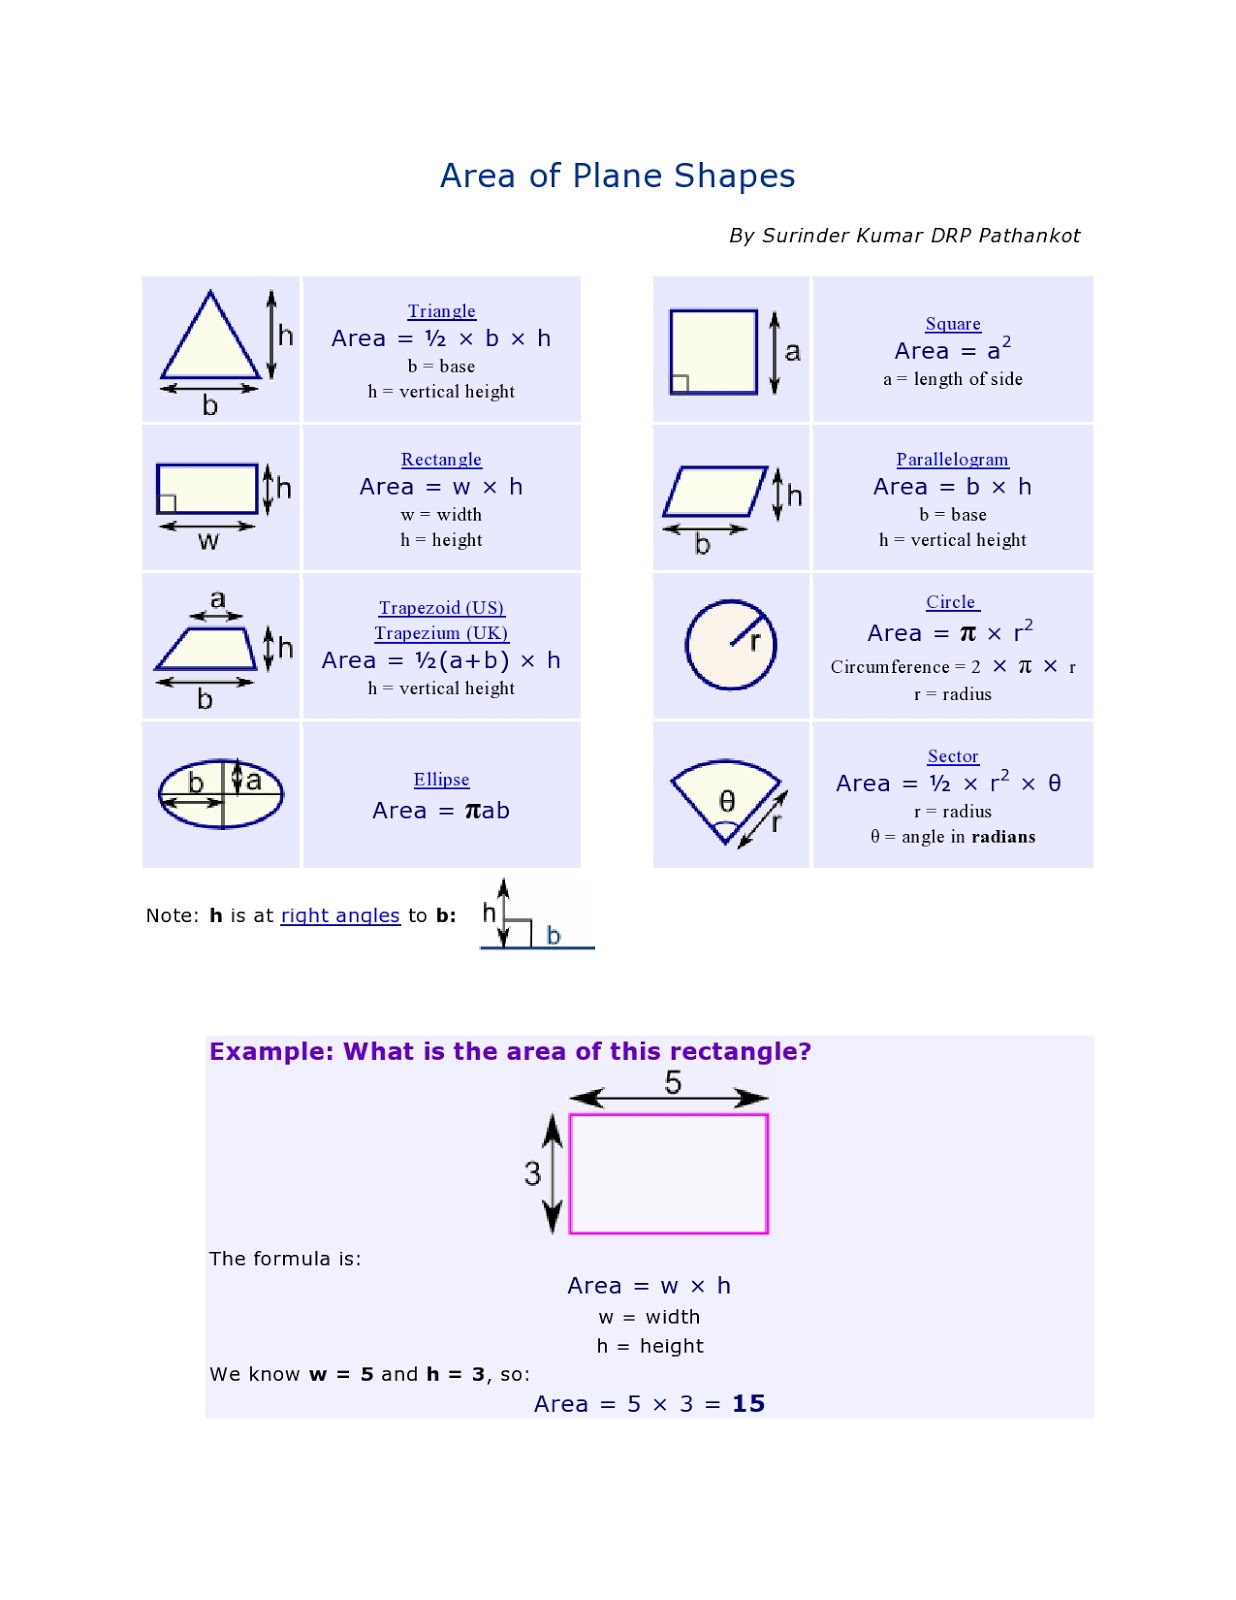 Area of Plane Shapes
By Surinder Kumar DRP Pathankot
h
b
Triangle
Area = ½ × b × h
b = base
h = vertical height
a
Square
Area = a²
a = length of side
h
w
Rectangle
Area = w × h
w = width
h = height
h
b
Parallelogram
Area = b × h
b = base
h = vertical height
a
h
b
Trapezoid (US)
Trapezium (UK)
Area = ½(a+b) × h
h = vertical height
r
Circle
Area = π × r²
Circumference = 2 × π × r
r = radius
b a
Ellipse
Area = πab
θ
r
Sector
Area = ½ × r² × θ
r = radius
θ = angle in radians
Note: h is at right angles to b:
h
b
Example: What is the area of this rectangle?
5
3
The formula is:
Area = w × h
w = width
h = height
We know w = 5 and h = 3, so:
Area = 5 × 3 = 15